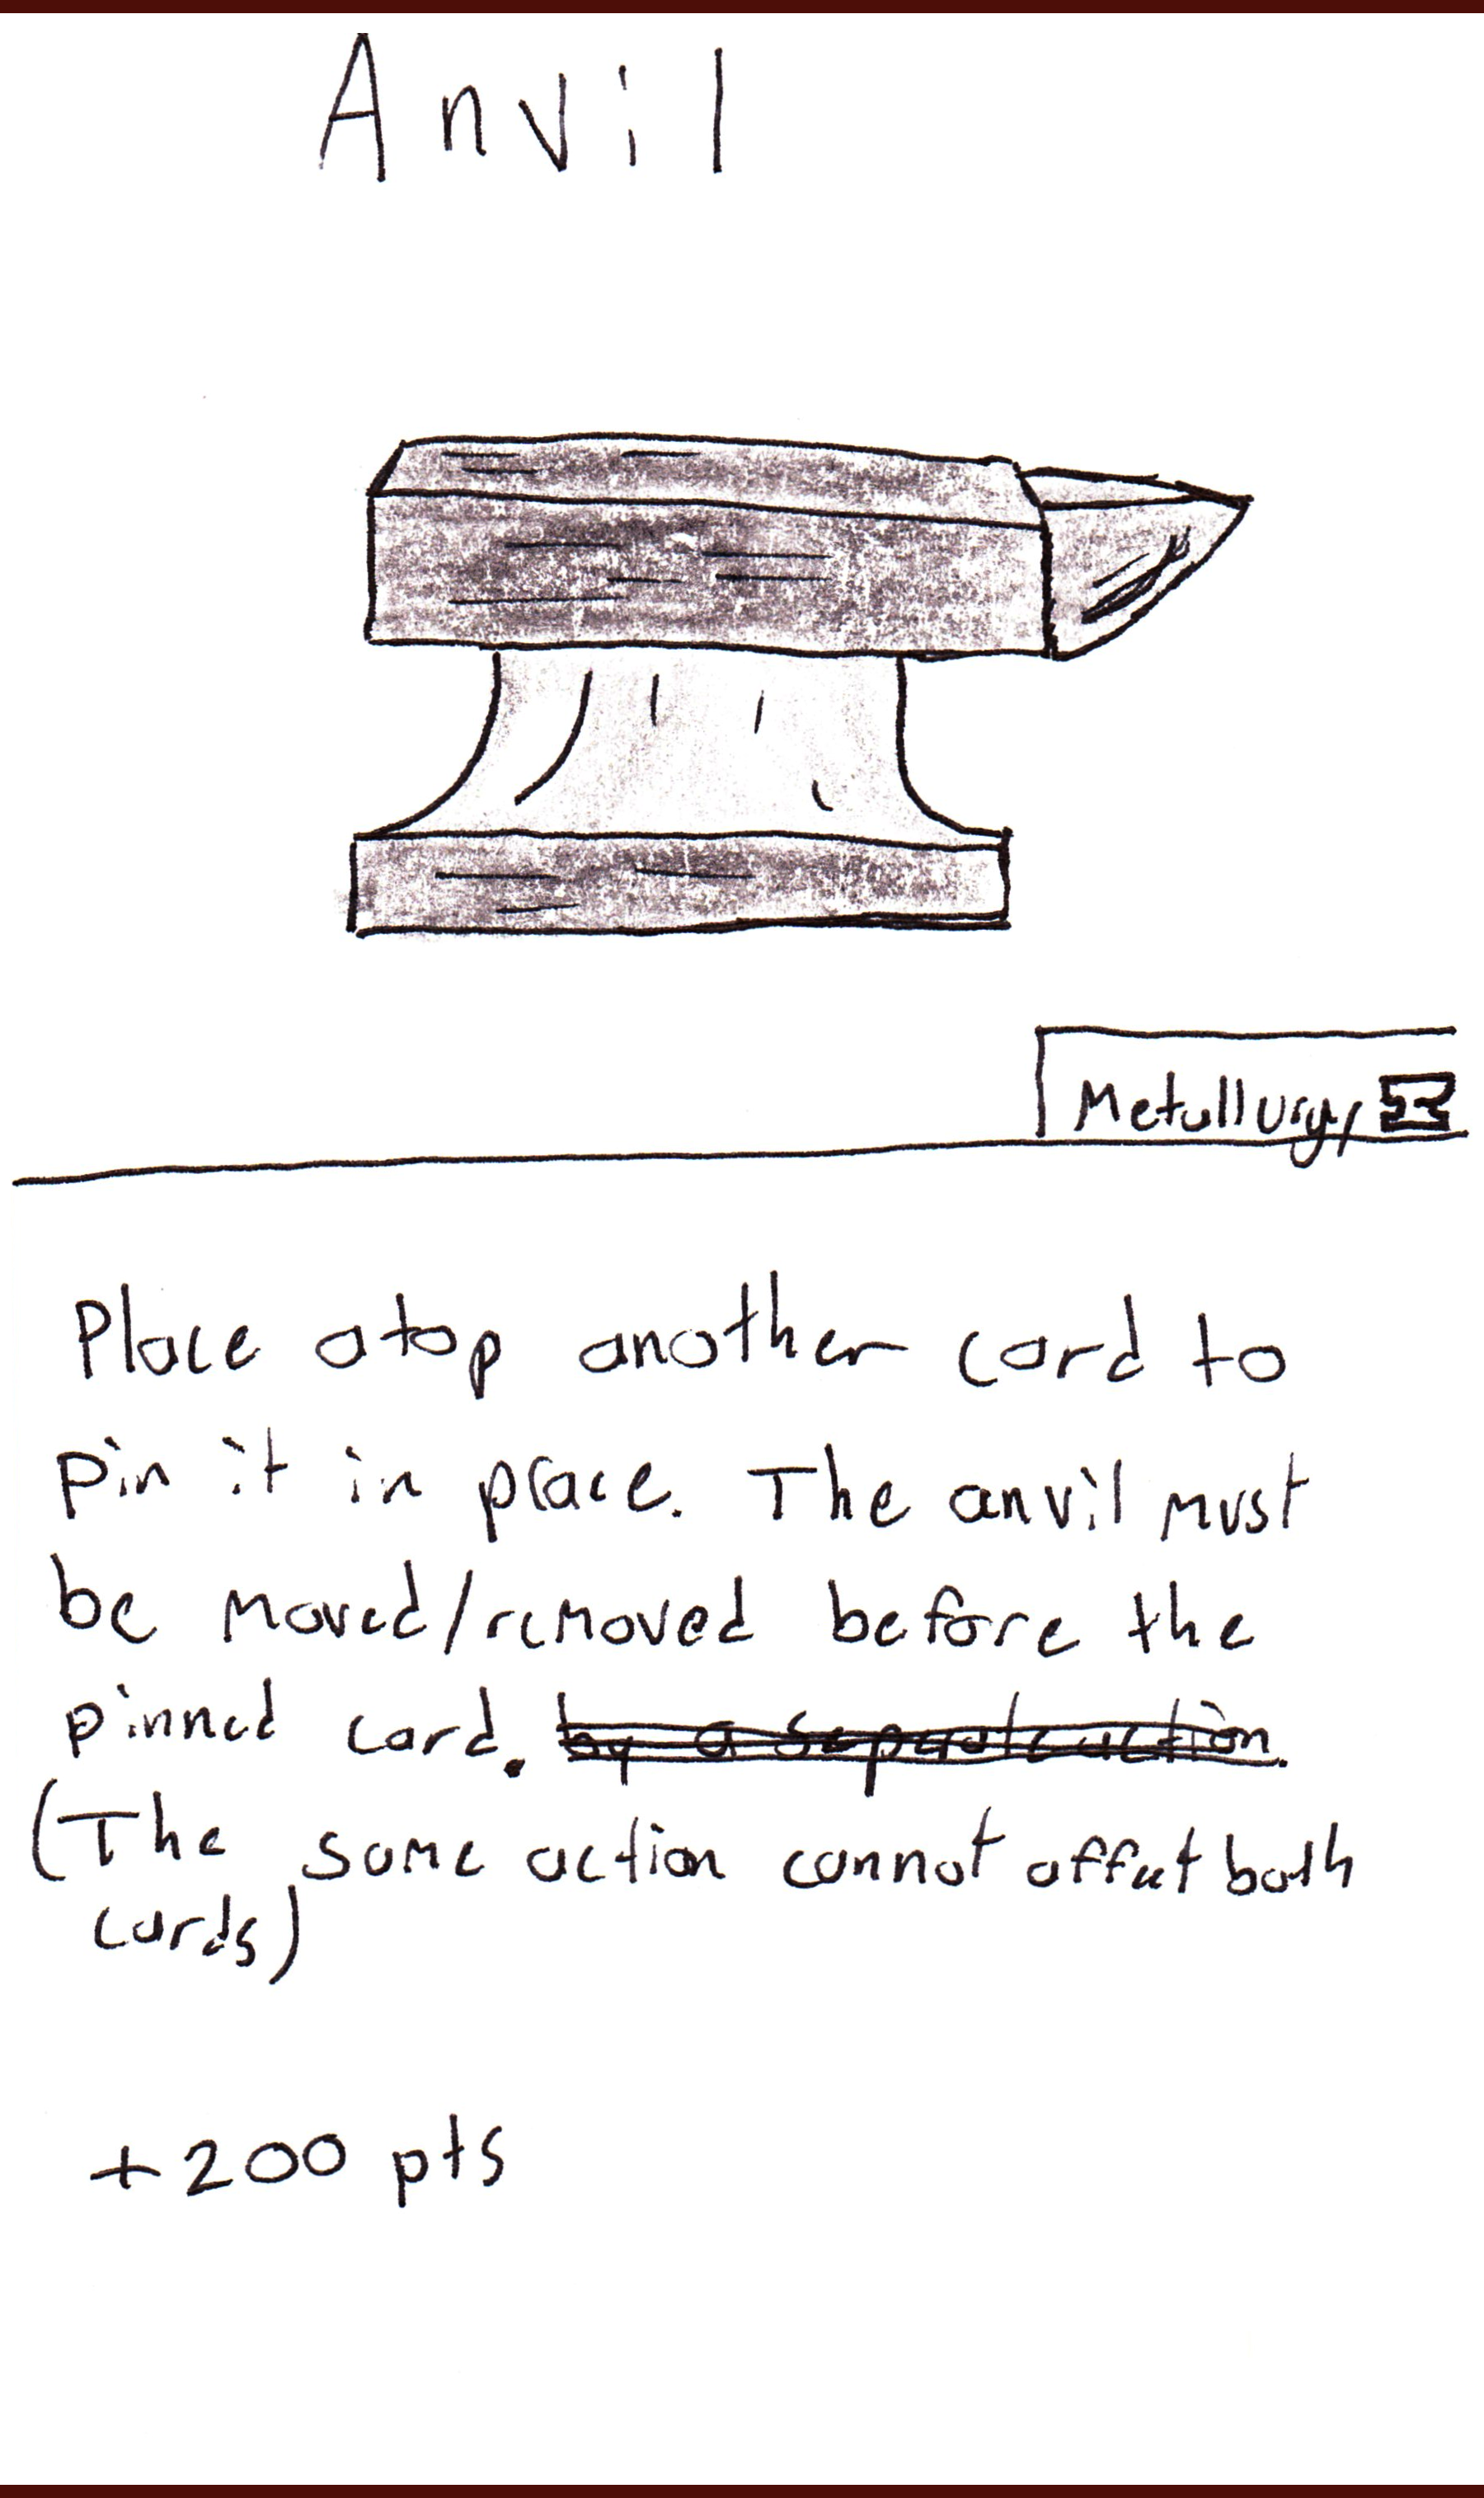 Anvil
Metallurgy
Place atop another card to
pin it in place. The anvil must
be moved/removed before the
pinned card. by a separate action.
(The same action cannot affect both
cards)
+200 pts